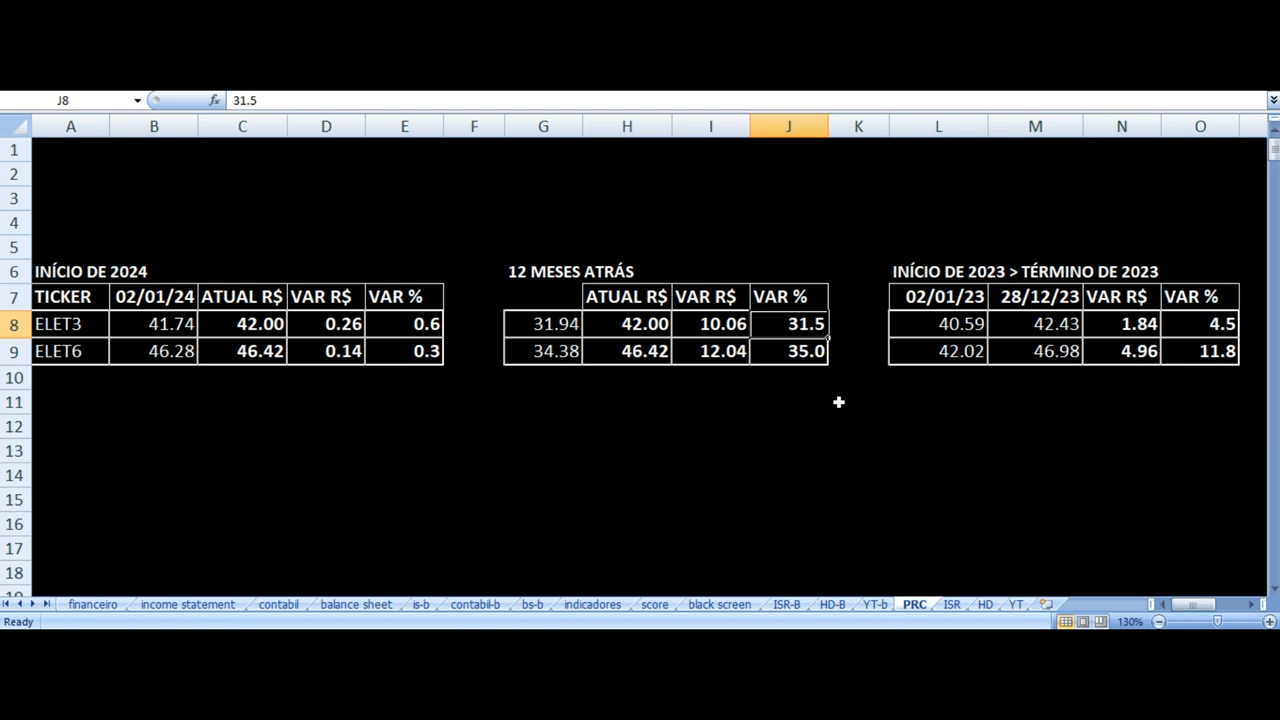 J8 fx 31.5
A B C D E F G H I J K L M N O
1
2
3
4
5
6 INÍCIO DE 2024 12 MESES ATRÁS INÍCIO DE 2023 > TÉRMINO DE 2023
7 TICKER 02/01/24 ATUAL R$ VAR R$ VAR % ATUAL R$ VAR R$ VAR % 02/01/23 28/12/23 VAR R$ VAR %
8 ELET3 41.74 42.00 0.26 0.6 31.94 42.00 10.06 31.5 40.59 42.43 1.84 4.5
9 ELET6 46.28 46.42 0.14 0.3 34.38 46.42 12.04 35.0 42.02 46.98 4.96 11.8
10
11
12
13
14
15
16
17
18
financeiro income statement contabil balance sheet is-b contabil-b bs-b indicadores score black screen ISR-B HD-B YT-b PRC ISR HD YT
Ready 130%